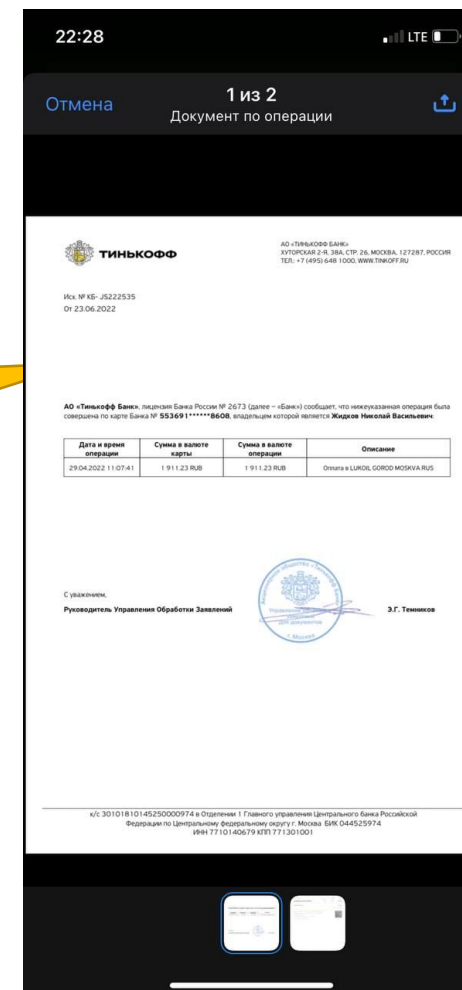 22:28
LTE
Отмена
1 из 2
Документ по операции
ТИНЬКОФФ
АО «ТИНЬКОФФ БАНК»
ХУТОРСКАЯ 2-Я, 38А, СТР. 26, МОСКВА, 127287, РОССИЯ
ТЕЛ.: +7 (495) 648 1000, WWW.TINKOFF.RU
Исх. № КБ- JS222535
От 23.06.2022
АО «Тинькофф Банк», лицензия Банка России № 2673 (далее – «Банк») сообщает, что нижеуказанная операция была
совершена по карте Банка № 553691******8608, владельцем которой является Жидков Николай Васильевич:
Дата и время операции
Сумма в валюте карты
Сумма в валюте операции
Описание
29.04.2022 11:07:41
1 911.23 RUB
1 911.23 RUB
Оплата в LUKOIL GOROD MOSKVA RUS
С уважением,
Руководитель Управления Обработки Заявлений
Э.Г. Темников
г. Москва
к/с 30101810145250000974 в Отделении 1 Главного управления Центрального банка Российской
Федерации по Центральному федеральному округу г. Москва БИК 044525974
ИНН 7710140679 КПП 771301001